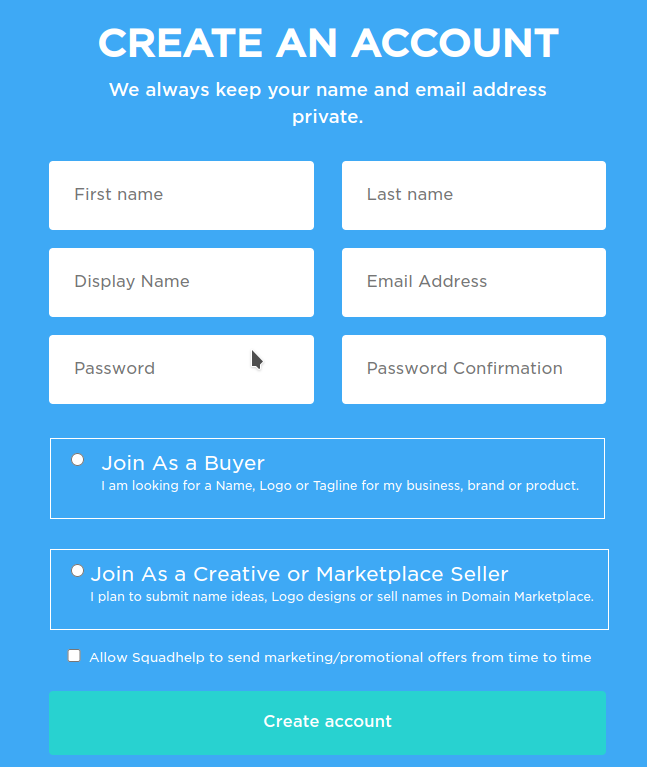 CREATE AN ACCOUNT
We always keep your name and email address
private.
First name
Last name
Display Name
Email Address
Password
Password Confirmation
Join As a Buyer
I am looking for a Name, Logo or Tagline for my business, brand or product.
Join As a Creative or Marketplace Seller
I plan to submit name ideas, Logo designs or sell names in Domain Marketplace.
Allow Squadhelp to send marketing/promotional offers from time to time
Create account